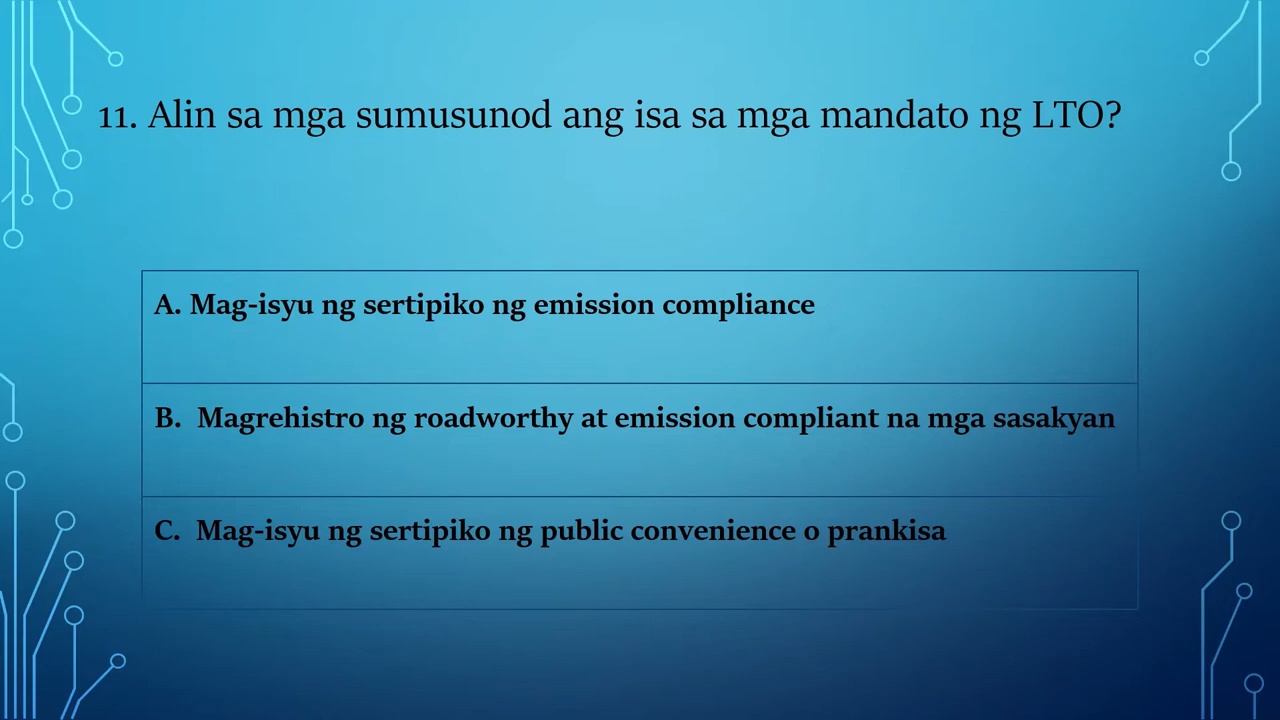 11. Alin sa mga sumusunod ang isa sa mga mandato ng LTO?
A. Mag-isyu ng sertipiko ng emission compliance
B. Magrehistro ng roadworthy at emission compliant na mga sasakyan
C. Mag-isyu ng sertipiko ng public convenience o prankisa